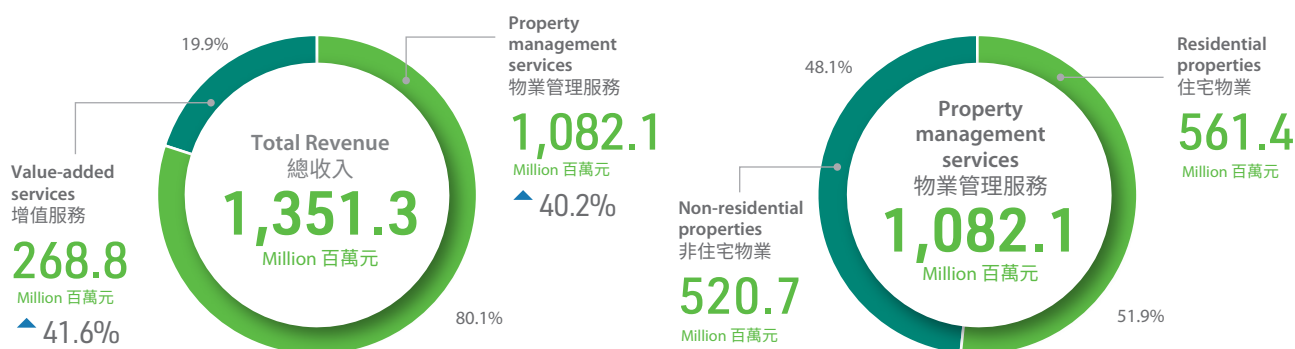 19.9%
Property
management
services
物業管理服務
1,082.1
Million 百萬元
40.2%
Total Revenue
總收入
1,351.3
Million 百萬元
Value-added
services
增值服務
268.8
Million 百萬元
41.6%
80.1%
48.1%
Residential
properties
住宅物業
561.4
Million 百萬元
Property
management
services
物業管理服務
1,082.1
Million 百萬元
Non-residential
properties
非住宅物業
520.7
Million 百萬元
51.9%